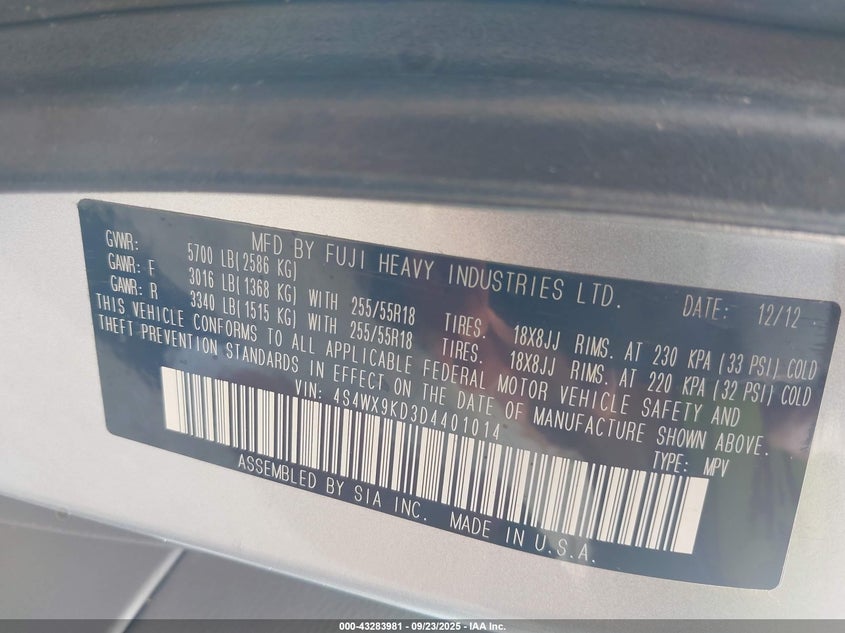 MFD BY FUJI HEAVY INDUSTRIES LTD. DATE: 12/12
GVWR: 5700 LB(2586 KG)
GAWR: F 3016 LB(1368 KG) WITH 255/55R18 TIRES. 18X8JJ RIMS. AT 230 KPA (33 PSI) COLD
GAWR: R 3340 LB(1515 KG) WITH 255/55R18 TIRES. 18X8JJ RIMS. AT 220 KPA (32 PSI) COLD
THIS VEHICLE CONFORMS TO ALL APPLICABLE FEDERAL MOTOR VEHICLE SAFETY AND
THEFT PREVENTION STANDARDS IN EFFECT ON THE DATE OF MANUFACTURE SHOWN ABOVE.
VIN: 4S4WX9KD3D4401014 TYPE: MPV
ASSEMBLED BY SIA INC. MADE IN U.S.A.
000-43283981 - 09/23/2025 - IAA Inc.